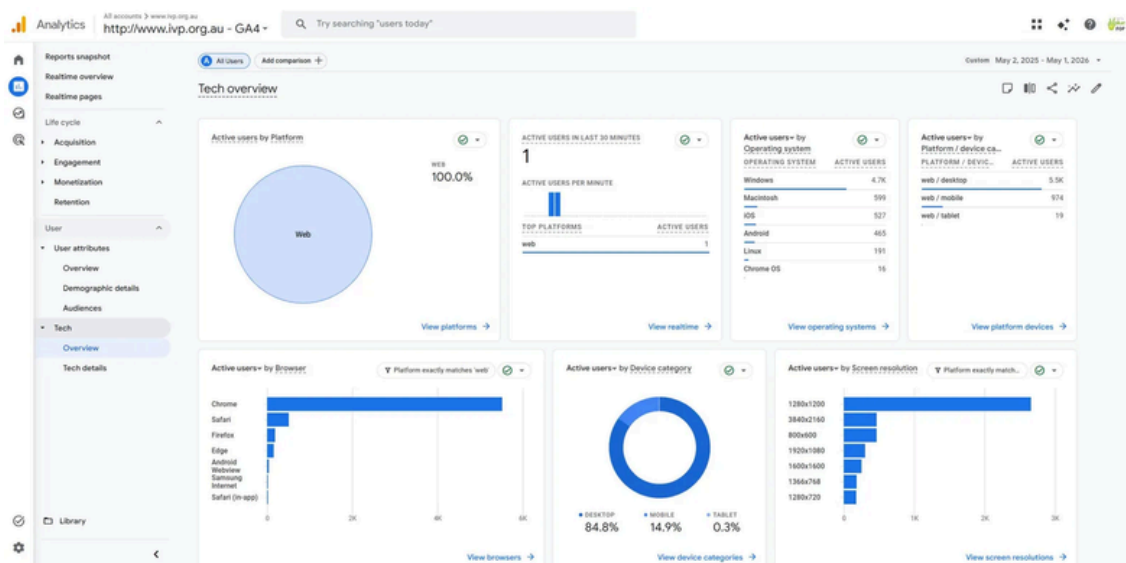 Analytics
All accounts > www.ivp.org.au
http://www.ivp.org.au - GA4
Try searching "users today"
Reports snapshot
Realtime overview
Realtime pages
Life cycle
Acquisition
Engagement
Monetization
Retention
User
User attributes
Overview
Demographic details
Audiences
Tech
Overview
Tech details
Library
A All Users
Add comparison +
Custom May 2, 2025 - May 1, 2026
Tech overview
Active users by Platform
WEB
100.0%
Web
View platforms
ACTIVE USERS IN LAST 30 MINUTES
1
ACTIVE USERS PER MINUTE
TOP PLATFORMS ACTIVE USERS
web 1
View realtime
Active users by
Operating system
OPERATING SYSTEM ACTIVE USERS
Windows 4.7K
Macintosh 599
iOS 527
Android 465
Linux 191
Chrome OS 16
View operating systems
Active users by
Platform / device ca...
PLATFORM / DEVIC... ACTIVE USERS
web / desktop 5.5K
web / mobile 974
web / tablet 19
View platform devices
Active users by Browser
Platform exactly matches 'web'
Chrome
Safari
Firefox
Edge
Android
Webview
Samsung
Internet
Safari (in-app)
0 2K 4K 6K
View browsers
Active users by Device category
DESKTOP MOBILE TABLET
84.8% 14.9% 0.3%
View device categories
Active users by Screen resolution
Platform exactly match...
1280x1200
3840x2160
800x600
1920x1080
1600x1600
1366x768
1280x720
0 1K 2K 3K
View screen resolutions